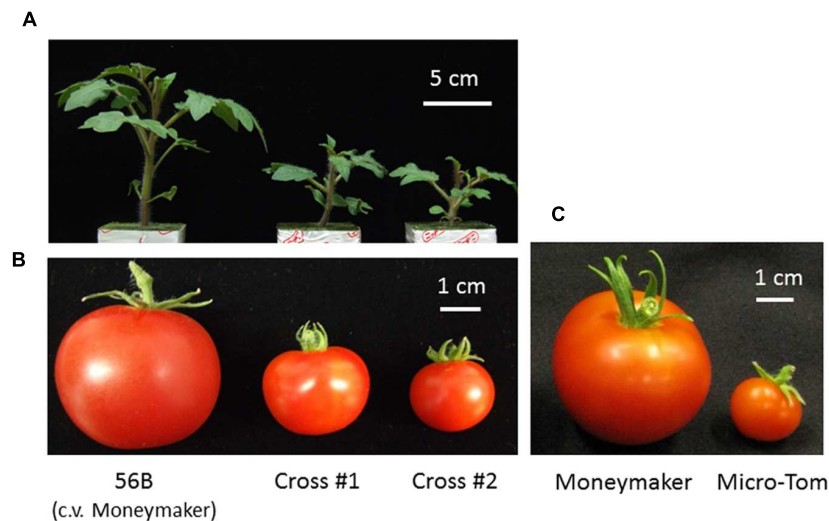 A
5 cm
B
1 cm
56B
(c.v. Moneymaker)
Cross #1
Cross #2
C
1 cm
Moneymaker
Micro-Tom